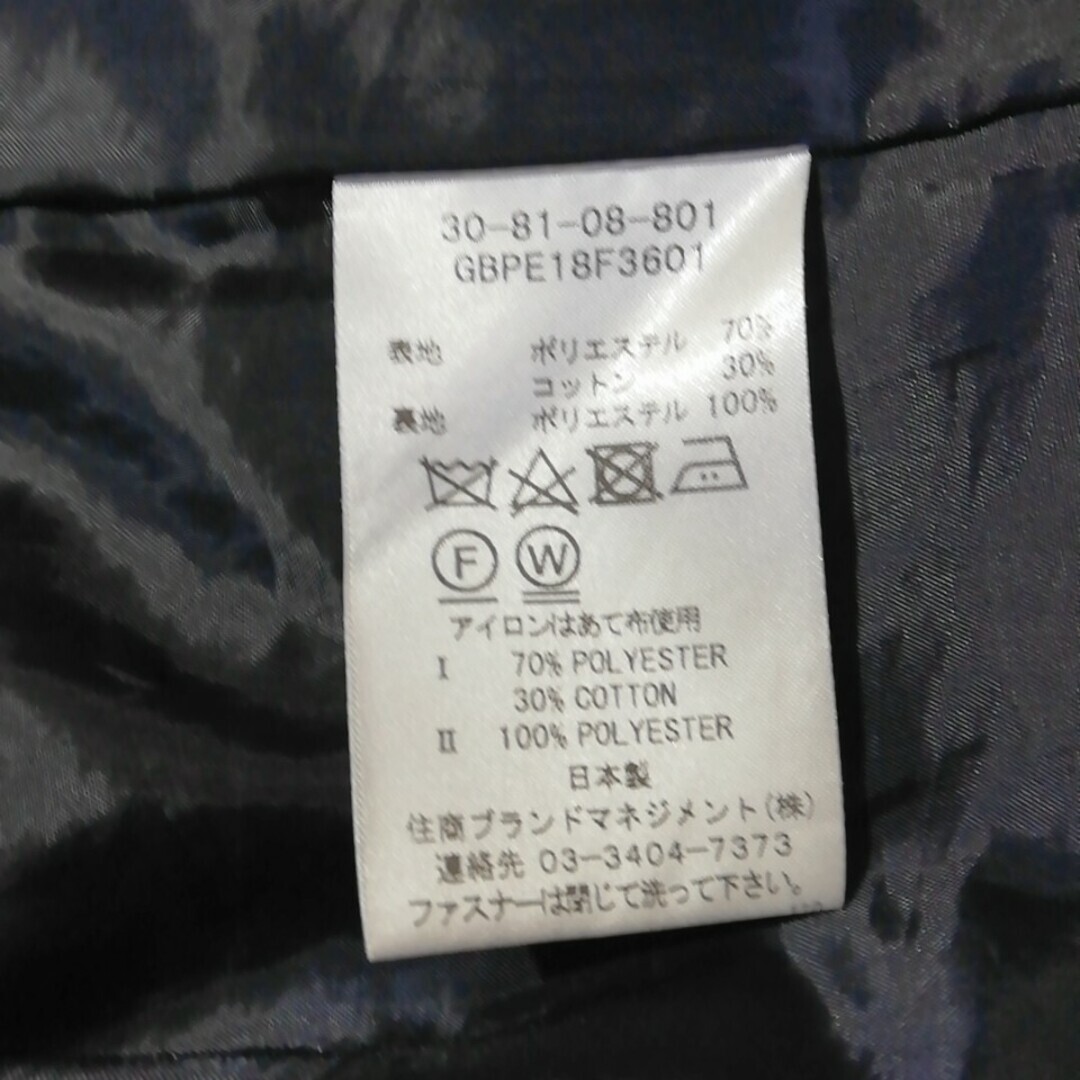 30-81-08-801
GBPE18F3601
表地 ポリエステル 70%
コットン 30%
裏地 ポリエステル 100%
F W
アイロンはあて布使用
I 70% POLYESTER
30% COTTON
II 100% POLYESTER
日本製
住商ブランドマネジメント(株)
連絡先 03-3404-7373
ファスナーは閉じて洗って下さい。